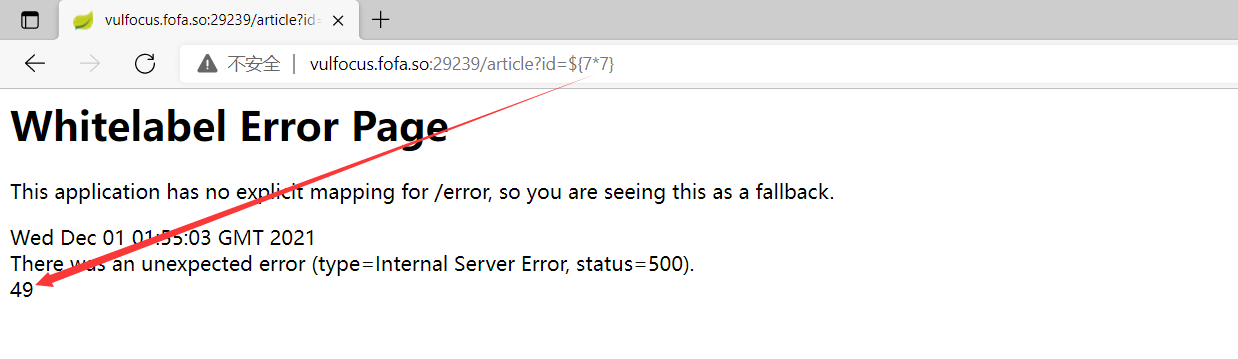 vulfocus.fofa.so:29239/article?id=
不安全 | vulfocus.fofa.so:29239/article?id=${7*7}
Whitelabel Error Page
This application has no explicit mapping for /error, so you are seeing this as a fallback.
Wed Dec 01 01:55:03 GMT 2021
There was an unexpected error (type=Internal Server Error, status=500).
49